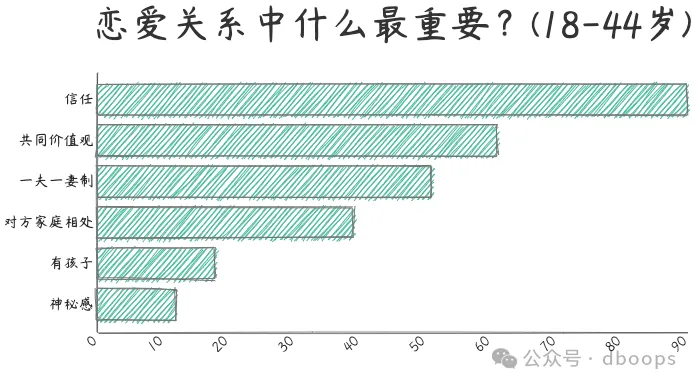 恋爱关系中什么最重要？(18-44岁)
信任
共同价值观
一夫一妻制
对方家庭相处
有孩子
神秘感
0 10 20 30 40 50 60 70 80 90
公众号 · dboops